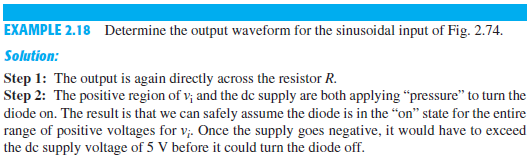 EXAMPLE 2.18 Determine the output waveform for the sinusoidal input of Fig. 2.74.
Solution:
Step 1: The output is again directly across the resistor R.
Step 2: The positive region of vi and the dc supply are both applying “pressure” to turn the
diode on. The result is that we can safely assume the diode is in the “on” state for the entire
range of positive voltages for vi. Once the supply goes negative, it would have to exceed
the dc supply voltage of 5 V before it could turn the diode off.